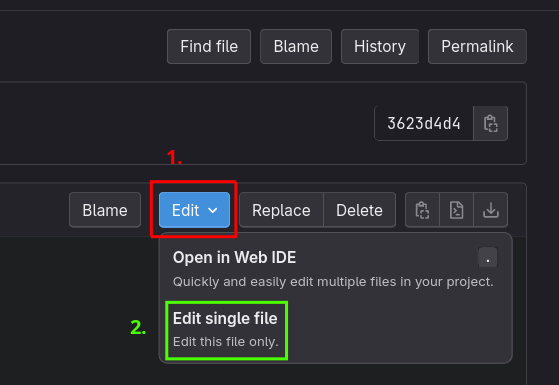 Find file Blame History Permalink
3623d4d4
1.
Blame Edit Replace Delete
Open in Web IDE .
Quickly and easily edit multiple files in your project.
2. Edit single file
Edit this file only.